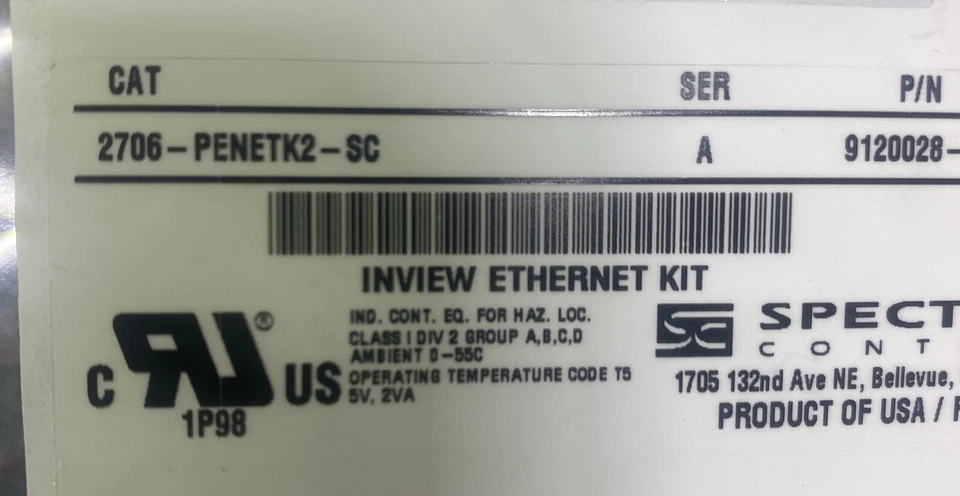 CAT SER P/N
2706-PENETK2-SC A 9120028-
INVIEW ETHERNET KIT
IND. CONT. EQ. FOR HAZ. LOC.
CLASS I DIV 2 GROUP A,B,C,D
AMBIENT 0-55C
OPERATING TEMPERATURE CODE T5
5V, 2VA
C RU ® US
1P98
SC SPECT
CONT
1705 132nd Ave NE, Bellevue,
PRODUCT OF USA /